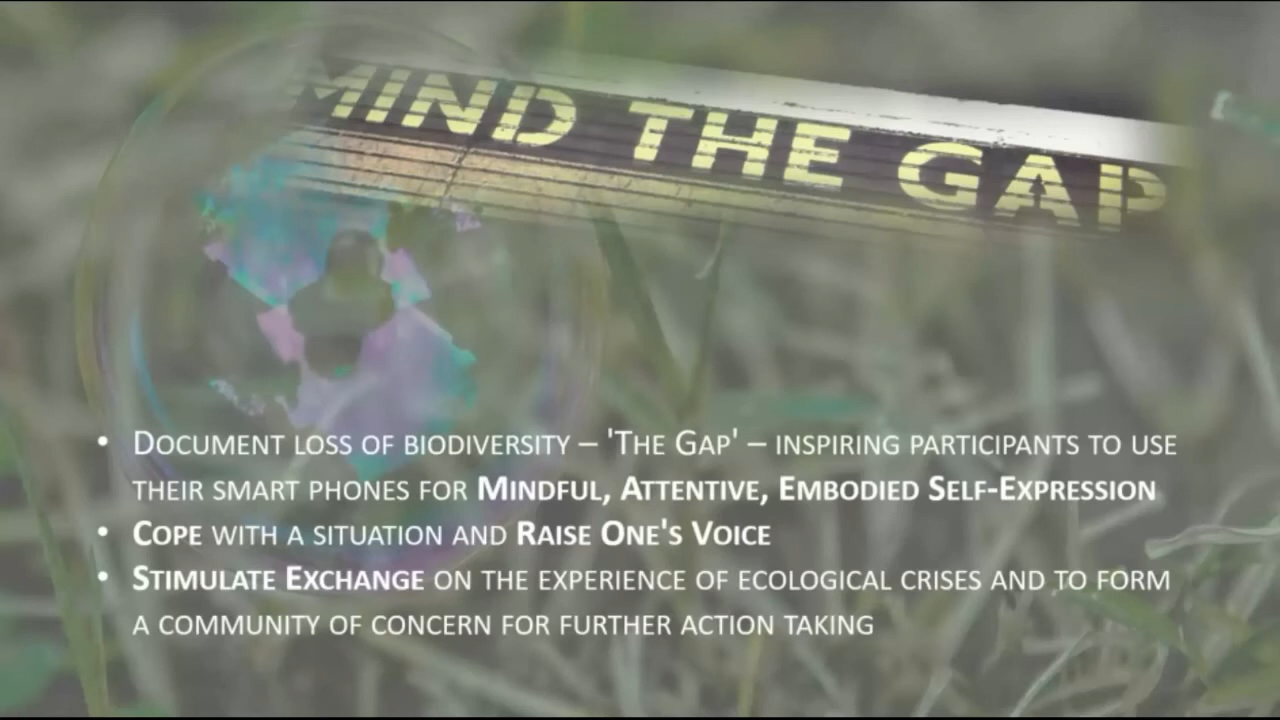 MIND THE GAP
• Document loss of biodiversity – 'The Gap' – inspiring participants to use
their smart phones for Mindful, Attentive, Embodied Self-Expression
• Cope with a situation and Raise One's Voice
• Stimulate Exchange on the experience of ecological crises and to form
a community of concern for further action taking